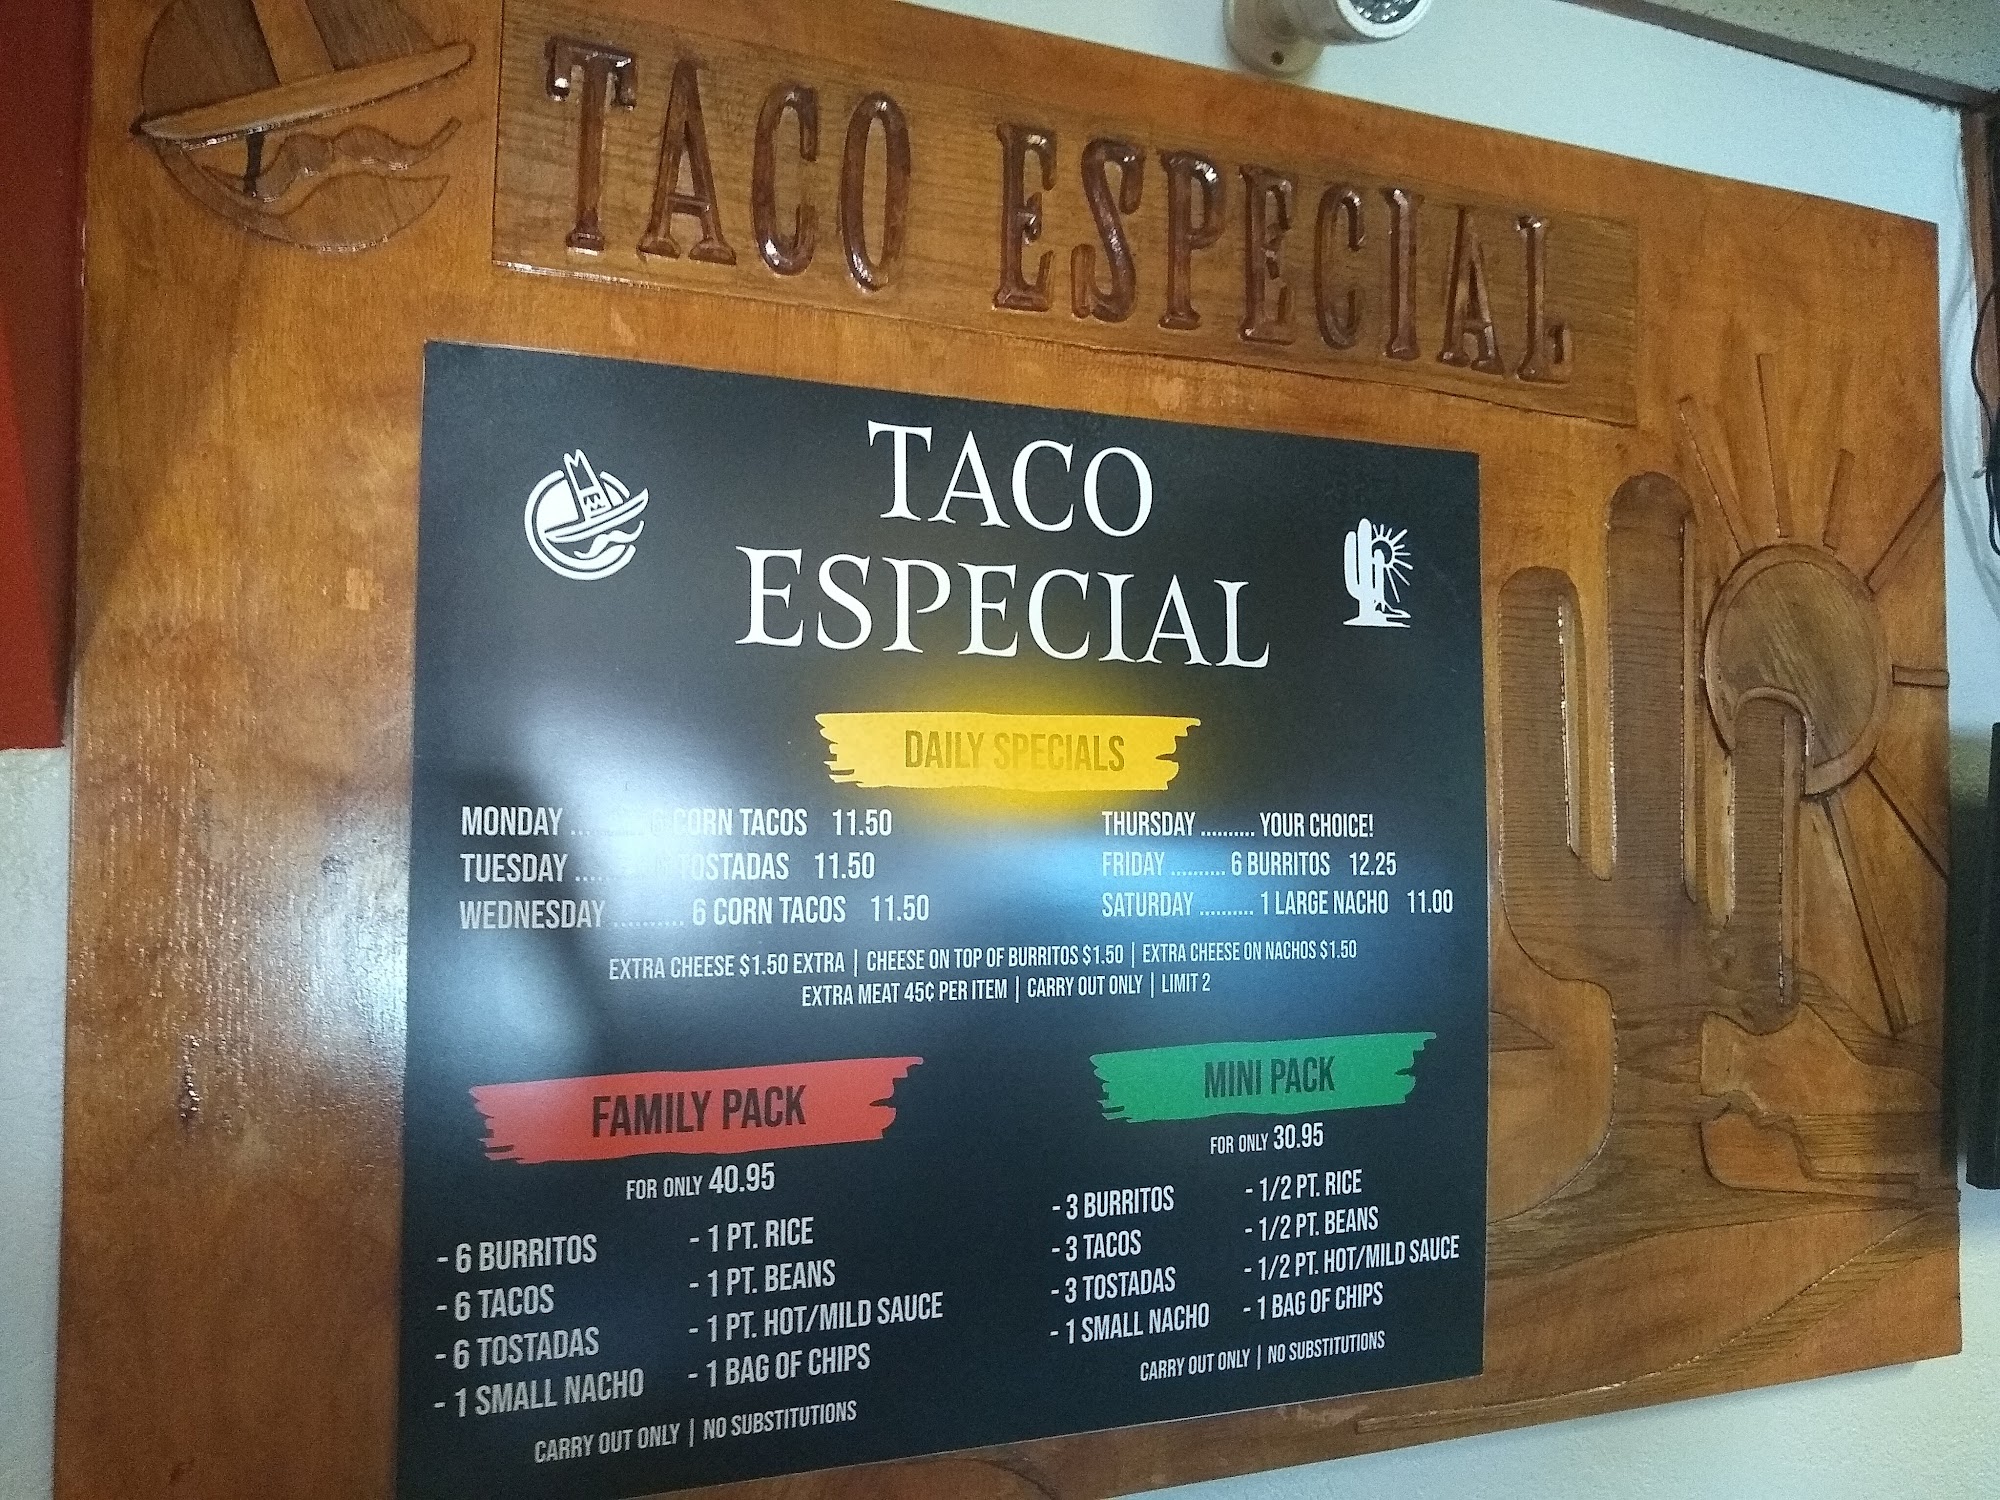 TACO ESPECIAL
TACO
ESPECIAL
DAILY SPECIALS
MONDAY .......... 6 CORN TACOS 11.50
TUESDAY .......... TOSTADAS 11.50
WEDNESDAY .......... 6 CORN TACOS 11.50
THURSDAY .......... YOUR CHOICE!
FRIDAY .......... 6 BURRITOS 12.25
SATURDAY .......... 1 LARGE NACHO 11.00
EXTRA CHEESE $1.50 EXTRA | CHEESE ON TOP OF BURRITOS $1.50 | EXTRA CHEESE ON NACHOS $1.50
EXTRA MEAT 45¢ PER ITEM | CARRY OUT ONLY | LIMIT 2
FAMILY PACK
FOR ONLY 40.95
- 6 BURRITOS
- 6 TACOS
- 6 TOSTADAS
- 1 SMALL NACHO
- 1 PT. RICE
- 1 PT. BEANS
- 1 PT. HOT/MILD SAUCE
- 1 BAG OF CHIPS
CARRY OUT ONLY | NO SUBSTITUTIONS
MINI PACK
FOR ONLY 30.95
- 3 BURRITOS
- 3 TACOS
- 3 TOSTADAS
- 1 SMALL NACHO
- 1/2 PT. RICE
- 1/2 PT. BEANS
- 1/2 PT. HOT/MILD SAUCE
- 1 BAG OF CHIPS
CARRY OUT ONLY | NO SUBSTITUTIONS